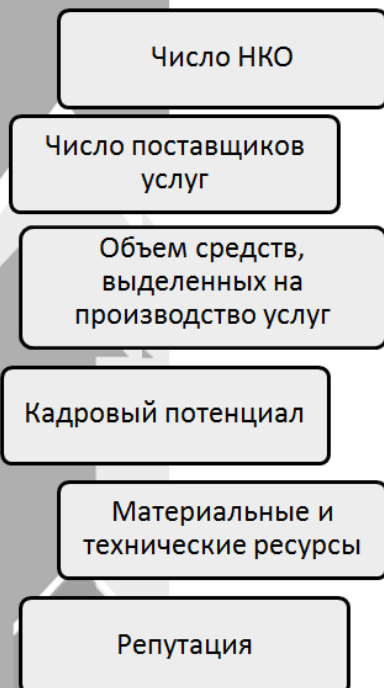 Число НКО
Число поставщиков
услуг
Объем средств,
выделенных на
производство услуг
Кадровый потенциал
Материальные и
технические ресурсы
Репутация